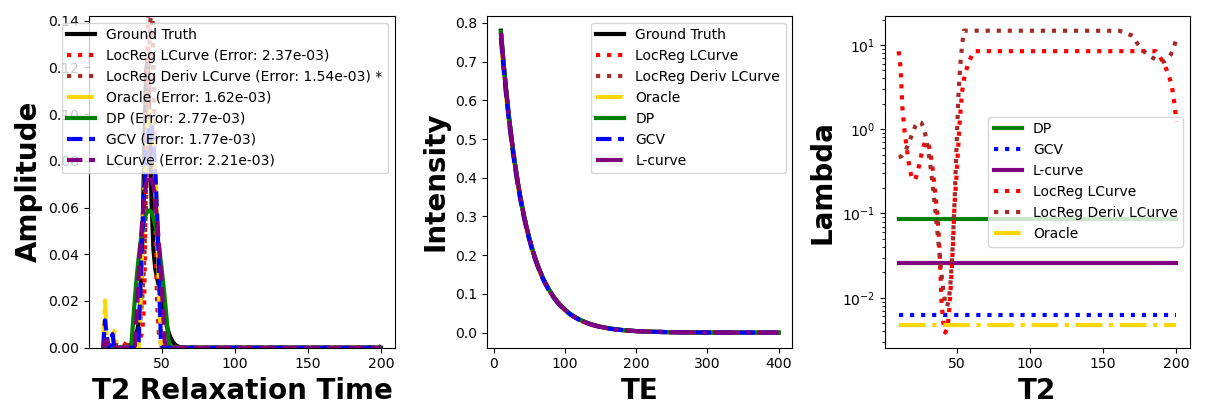 0.14
0.12
0.10
0.08
0.06
0.04
0.02
0.00
Amplitude
Ground Truth
LocReg LCurve (Error: 2.37e-03)
LocReg Deriv LCurve (Error: 1.54e-03) *
Oracle (Error: 1.62e-03)
DP (Error: 2.77e-03)
GCV (Error: 1.77e-03)
LCurve (Error: 2.21e-03)
50
100
150
200
T2 Relaxation Time
0.8
0.7
0.6
0.5
0.4
0.3
0.2
0.1
0.0
Intensity
Ground Truth
LocReg LCurve
LocReg Deriv LCurve
Oracle
DP
GCV
L-curve
0
100
200
300
400
TE
10¹
10⁰
10⁻¹
10⁻²
Lambda
DP
GCV
L-curve
LocReg LCurve
LocReg Deriv LCurve
Oracle
50
100
150
200
T2